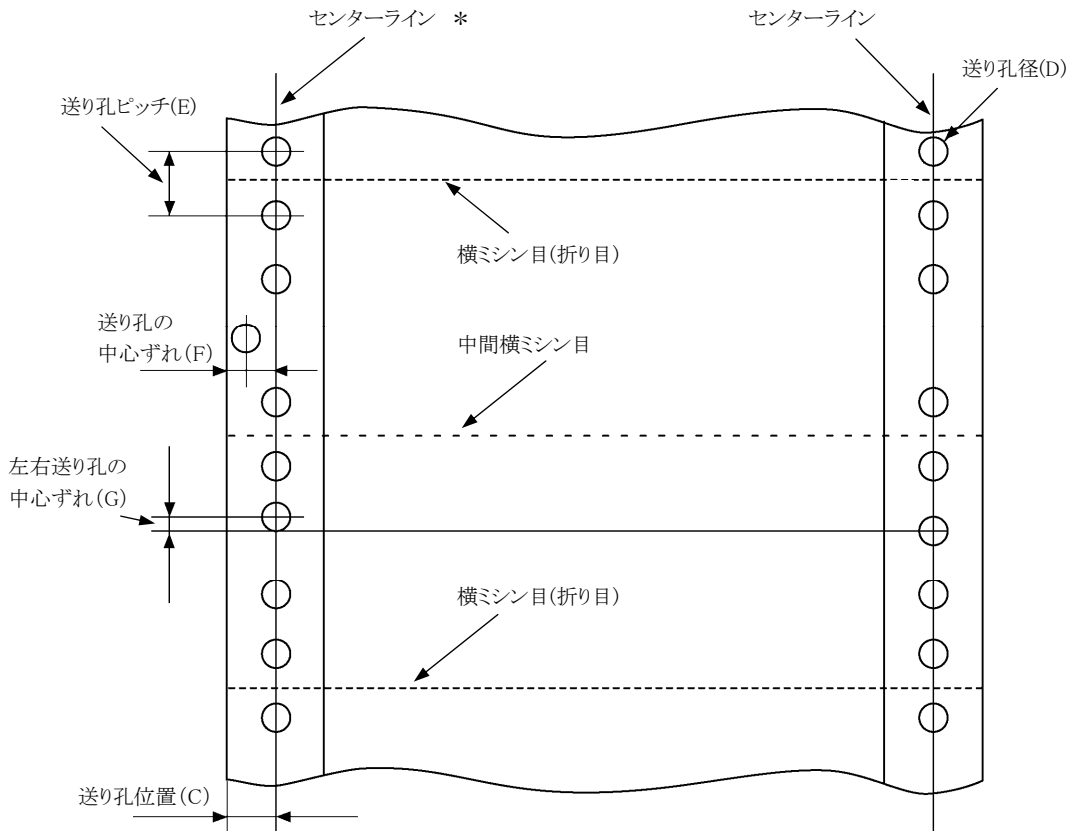 センターライン *
センターライン
送り孔径(D)
送り孔ピッチ(E)
横ミシン目(折り目)
送り孔の
中心ずれ(F)
中間横ミシン目
左右送り孔の
中心ずれ(G)
横ミシン目(折り目)
送り孔位置(C)